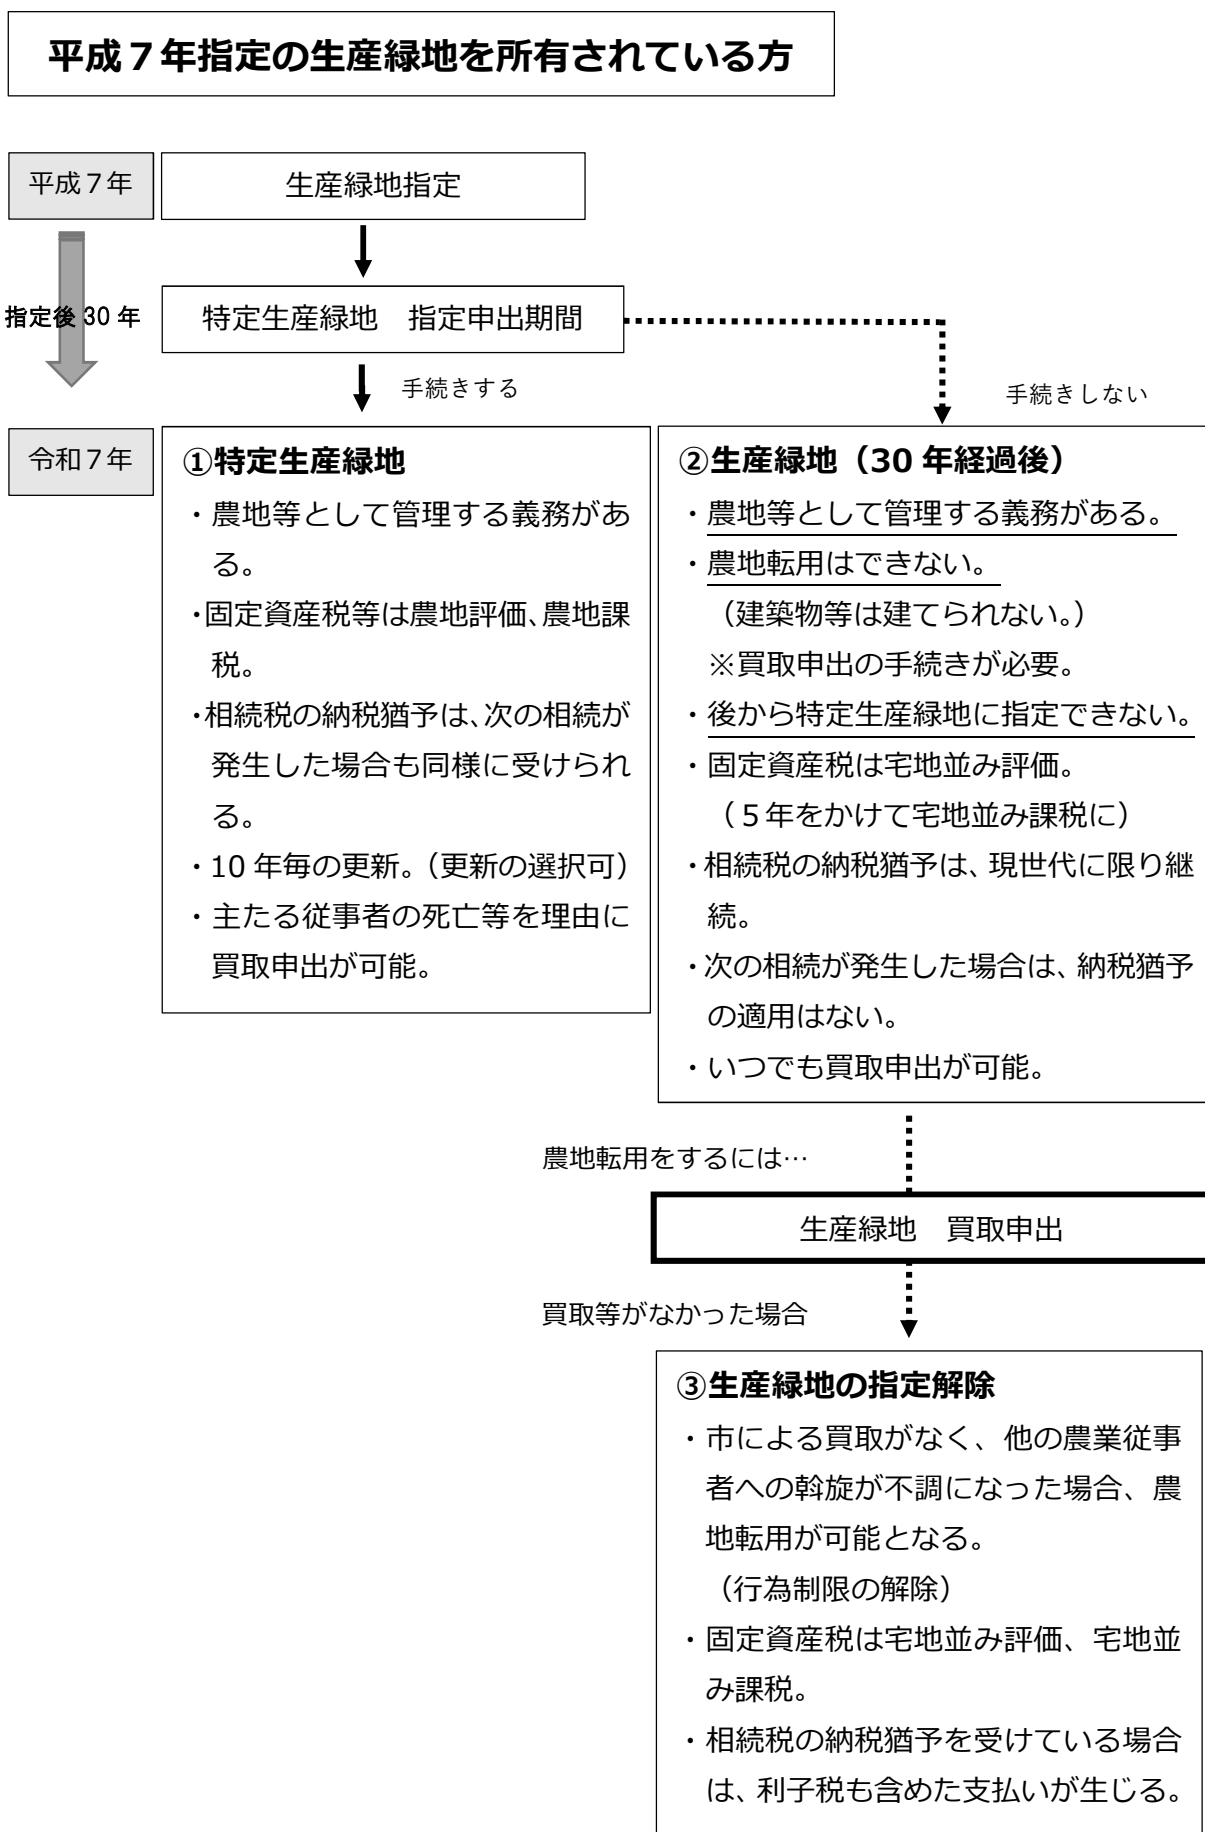 平成７年指定の生産緑地を所有されている方
平成７年
生産緑地指定
指定後 30 年
特定生産緑地　指定申出期間
手続きする
手続きしない
令和７年
①特定生産緑地
・農地等として管理する義務があ
る。
・固定資産税等は農地評価、農地課
税。
・相続税の納税猶予は、次の相続が
発生した場合も同様に受けられ
る。
・10 年毎の更新。（更新の選択可）
・主たる従事者の死亡等を理由に
買取申出が可能。
②生産緑地（30 年経過後）
・農地等として管理する義務がある。
・農地転用はできない。
（建築物等は建てられない。）
※買取申出の手続きが必要。
・後から特定生産緑地に指定できない。
・固定資産税は宅地並み評価。
（５年をかけて宅地並み課税に）
・相続税の納税猶予は、現世代に限り継
続。
・次の相続が発生した場合は、納税猶予
の適用はない。
・いつでも買取申出が可能。
農地転用をするには…
生産緑地　買取申出
買取等がなかった場合
③生産緑地の指定解除
・市による買取がなく、他の農業従事
者への斡旋が不調になった場合、農
地転用が可能となる。
（行為制限の解除）
・固定資産税は宅地並み評価、宅地並
み課税。
・相続税の納税猶予を受けている場合
は、利子税も含めた支払いが生じる。